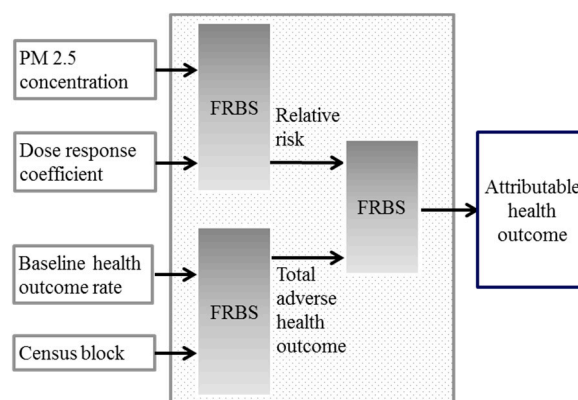 PM 2.5
concentration
Dose response
coefficient
Baseline health
outcome rate
Census block
FRBS
FRBS
Relative
risk
Total
adverse
health
outcome
FRBS
Attributable
health
outcome